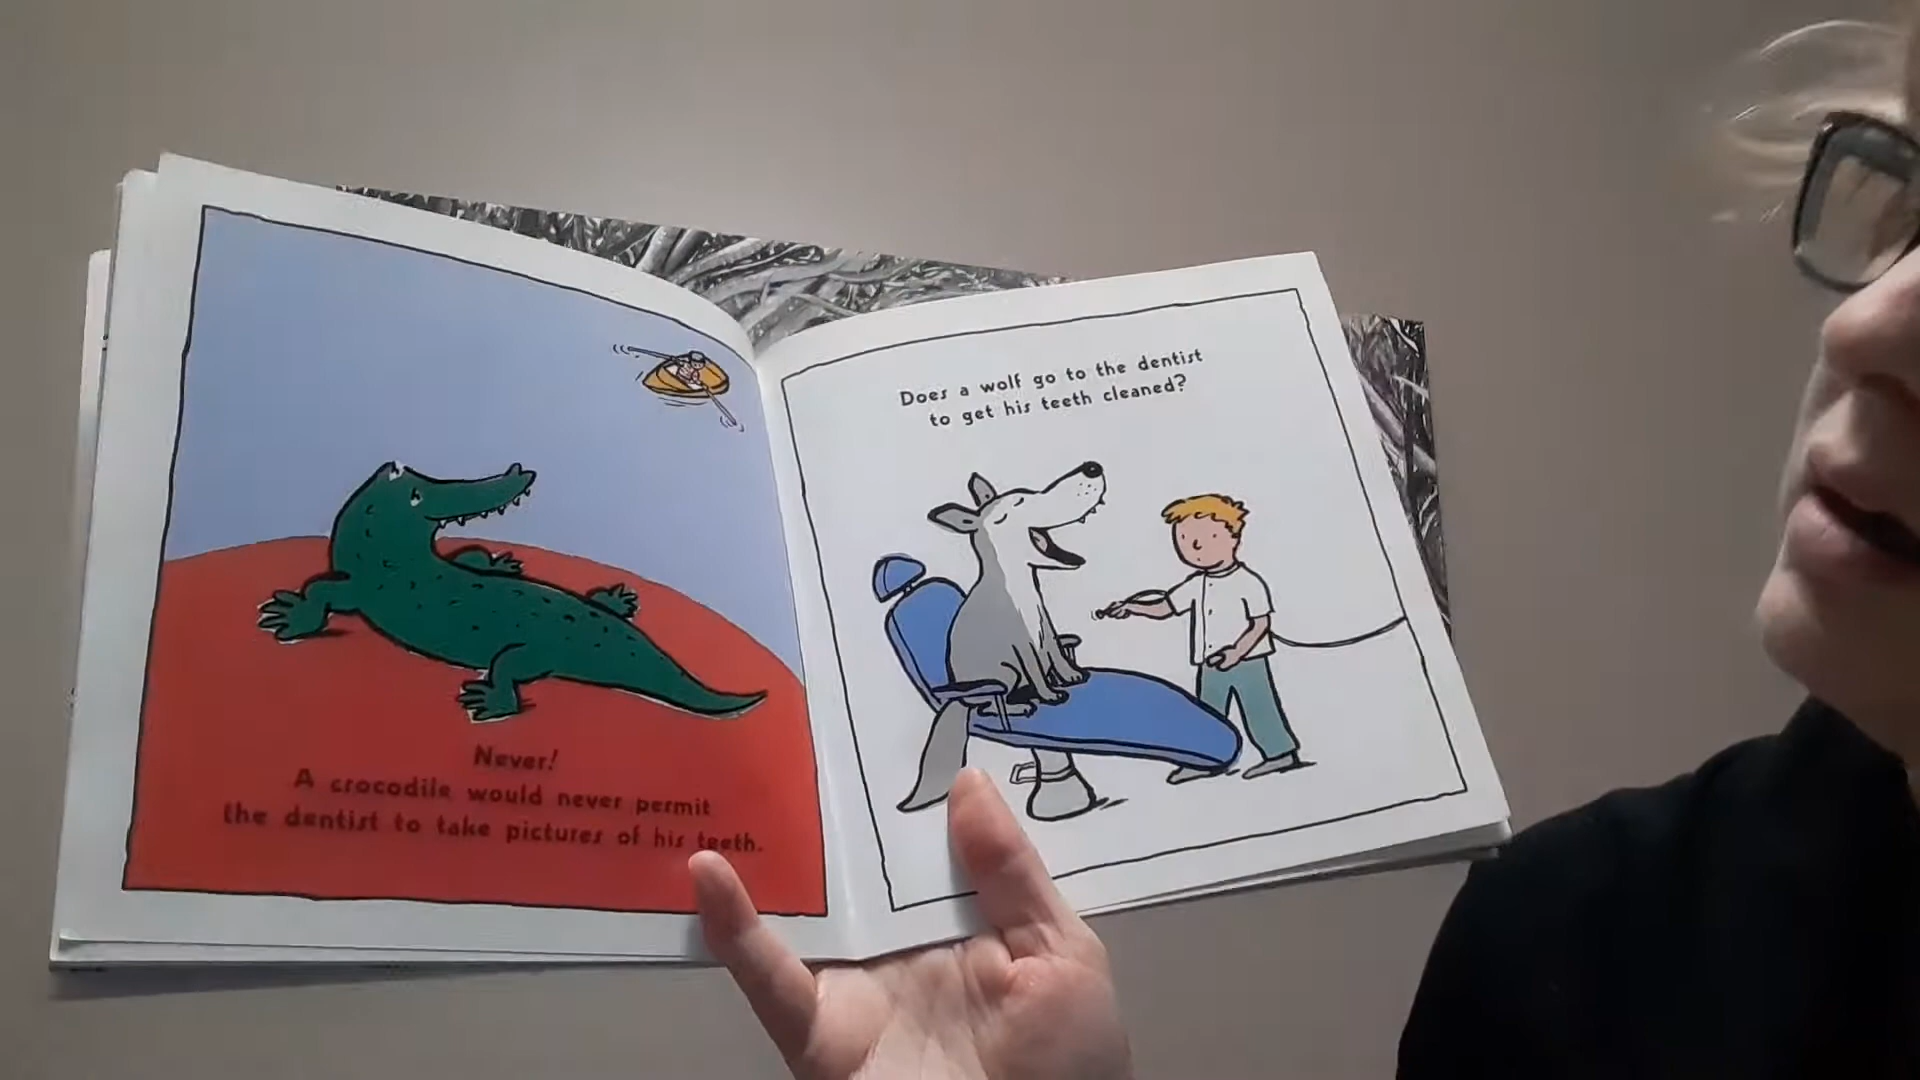 Never!
A crocodile would never permit
the dentist to take pictures of his teeth.
Does a wolf go to the dentist
to get his teeth cleaned?